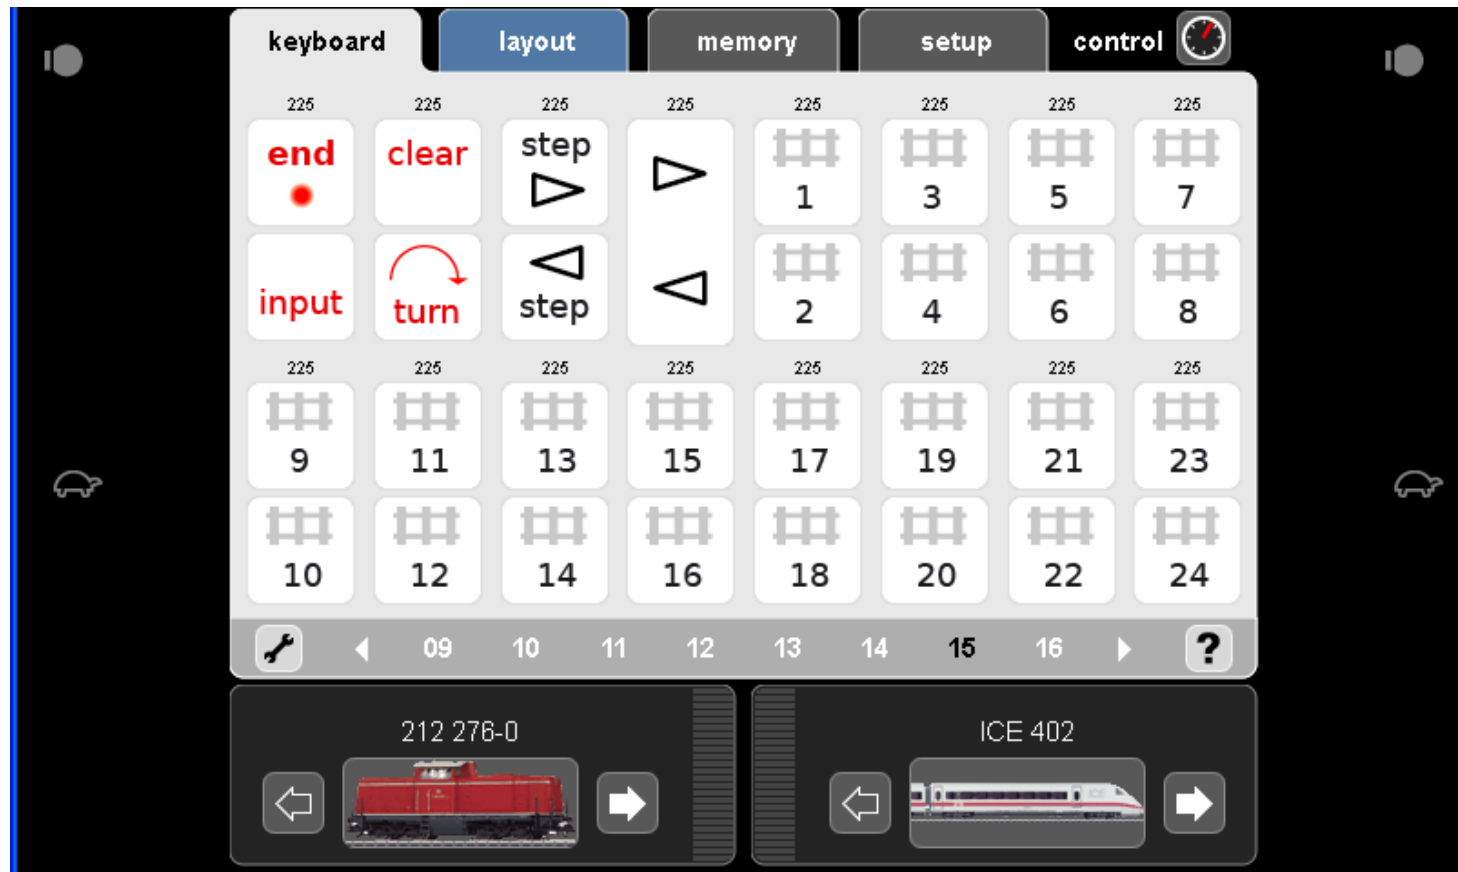 keyboard layout memory setup control
225 225 225 225 225 225 225 225
end clear step 1 3 5 7
input turn step 2 4 6 8
225 225 225 225 225 225 225 225
9 11 13 15 17 19 21 23
10 12 14 16 18 20 22 24
09 10 11 12 13 14 15 16 ?
212 276-0 ICE 402